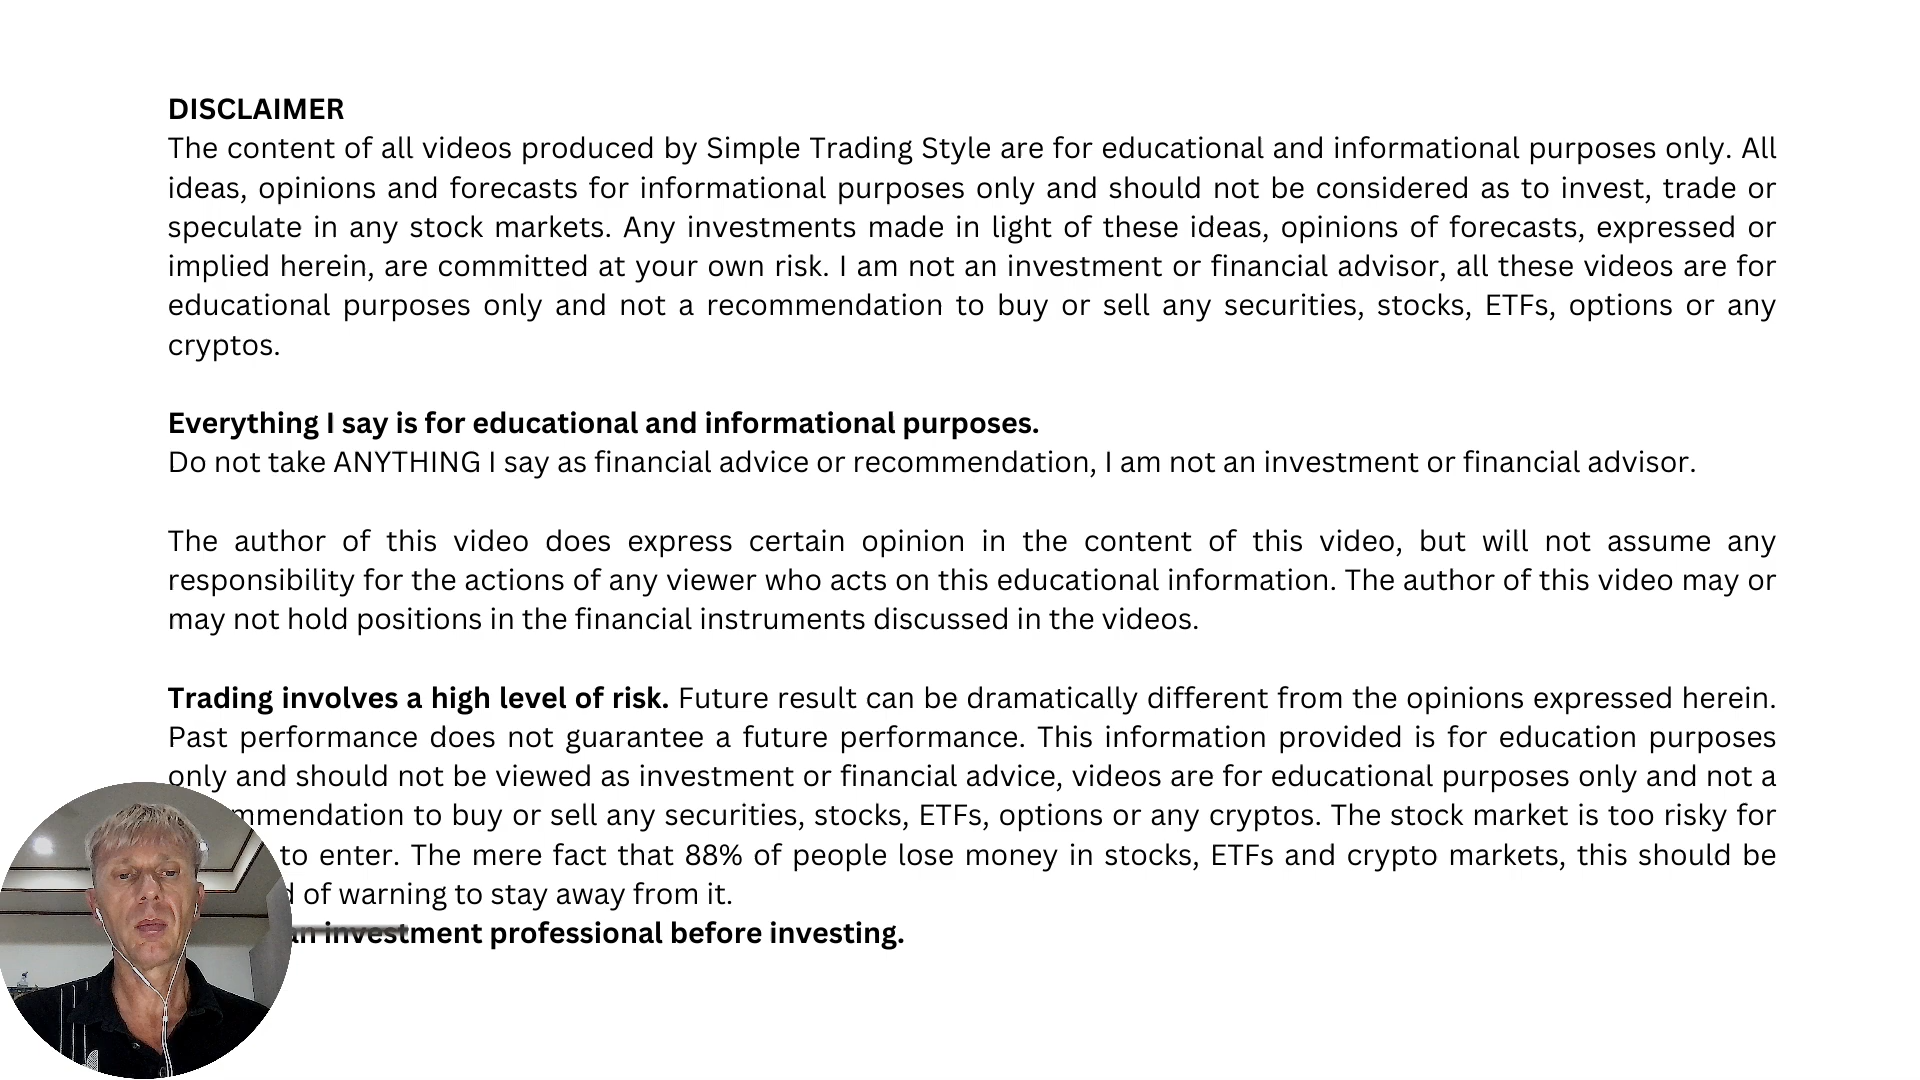 DISCLAIMER
The content of all videos produced by Simple Trading Style are for educational and informational purposes only. All
ideas, opinions and forecasts for informational purposes only and should not be considered as to invest, trade or
speculate in any stock markets. Any investments made in light of these ideas, opinions of forecasts, expressed or
implied herein, are committed at your own risk. I am not an investment or financial advisor, all these videos are for
educational purposes only and not a recommendation to buy or sell any securities, stocks, ETFs, options or any
cryptos.
Everything I say is for educational and informational purposes.
Do not take ANYTHING I say as financial advice or recommendation, I am not an investment or financial advisor.
The author of this video does express certain opinion in the content of this video, but will not assume any
responsibility for the actions of any viewer who acts on this educational information. The author of this video may or
may not hold positions in the financial instruments discussed in the videos.
Trading involves a high level of risk. Future result can be dramatically different from the opinions expressed herein.
Past performance does not guarantee a future performance. This information provided is for education purposes
only and should not be viewed as investment or financial advice, videos are for educational purposes only and not a
to buy or sell any securities, stocks, ETFs, options or any cryptos. The stock market is too risky for
to enter. The mere fact that 88% of people lose money in stocks, ETFs and crypto markets, this should be
of warning to stay away from it.
an investment professional before investing.